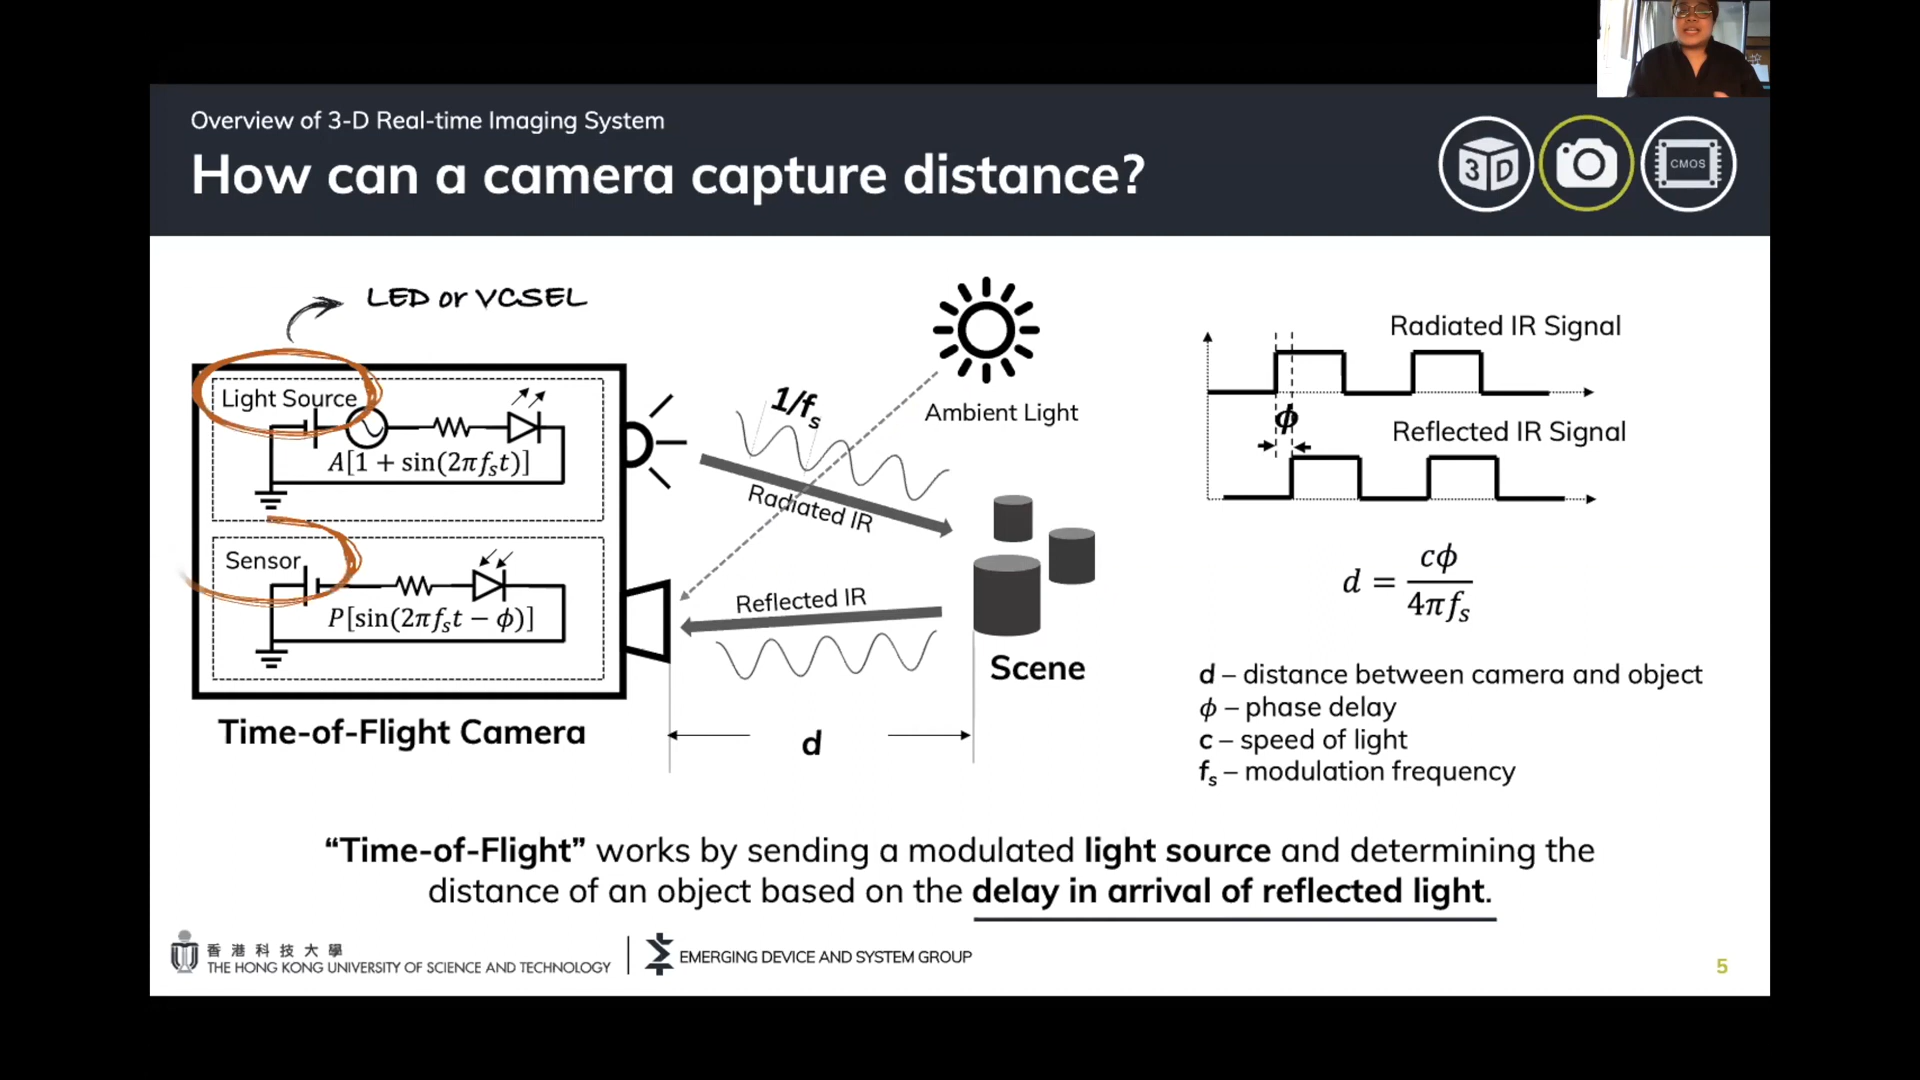 Overview of 3-D Real-time Imaging System
How can a camera capture distance?
3D
CMOS
LED or VCSEL
Light Source
A[1 + sin(2πfₛt)]
Sensor
P[sin(2πfₛt − ϕ)]
Time-of-Flight Camera
1/fₛ
Radiated IR
Ambient Light
Reflected IR
Scene
d
Radiated IR Signal
ϕ
Reflected IR Signal
d = cϕ / 4πfₛ
d – distance between camera and object
ϕ – phase delay
c – speed of light
fₛ – modulation frequency
“Time-of-Flight” works by sending a modulated light source and determining the
distance of an object based on the delay in arrival of reflected light.
香港科技大學
THE HONG KONG UNIVERSITY OF SCIENCE AND TECHNOLOGY
EMERGING DEVICE AND SYSTEM GROUP
5